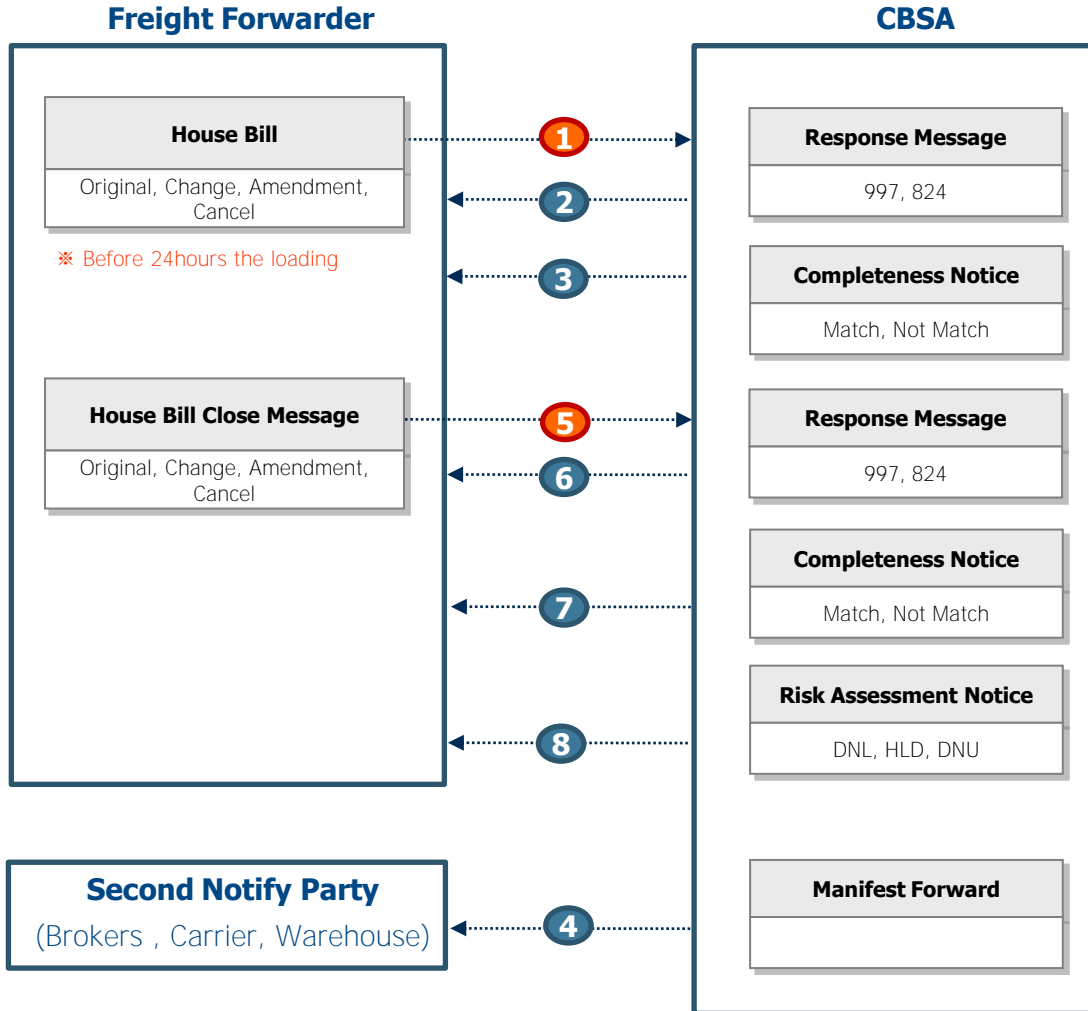 Freight Forwarder
CBSA
House Bill
Original, Change, Amendment,
Cancel
※ Before 24hours the loading
1
Response Message
997, 824
2
3
Completeness Notice
Match, Not Match
House Bill Close Message
Original, Change, Amendment,
Cancel
5
Response Message
997, 824
6
Completeness Notice
Match, Not Match
7
Risk Assessment Notice
DNL, HLD, DNU
8
Second Notify Party
(Brokers , Carrier, Warehouse)
4
Manifest Forward